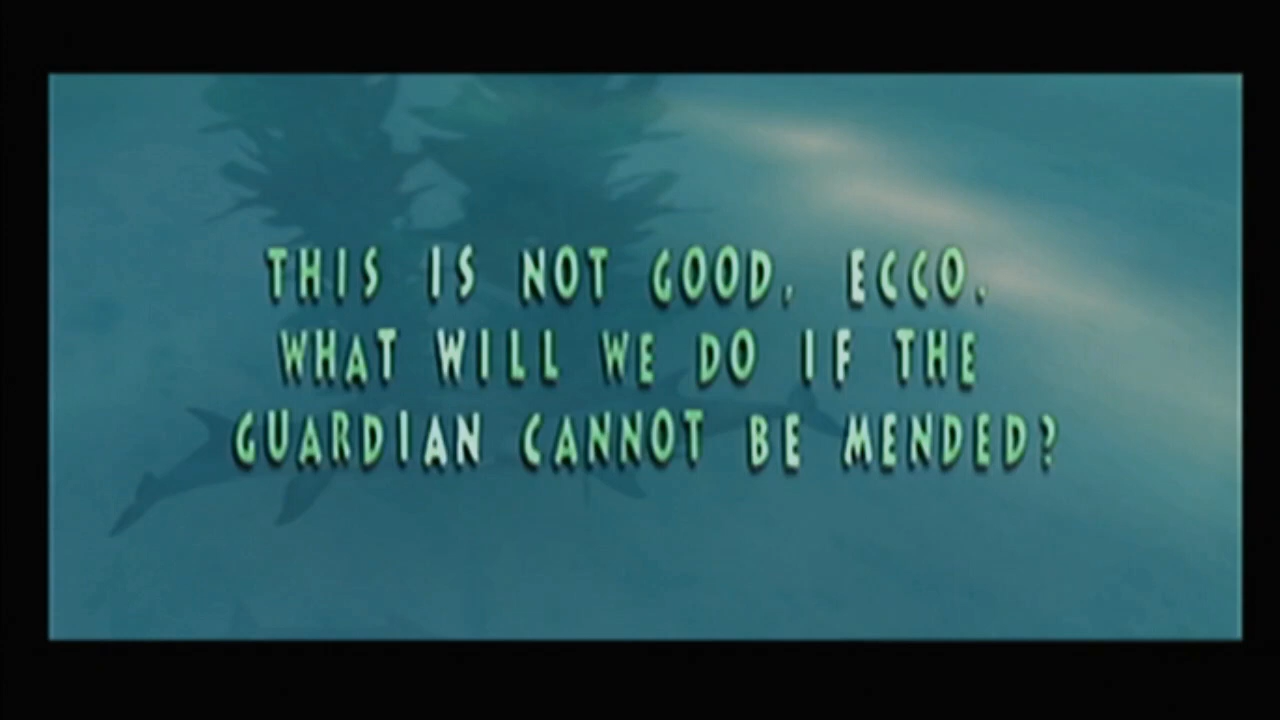 THIS IS NOT GOOD, ECCO.
WHAT WILL WE DO IF THE
GUARDIAN CANNOT BE MENDED?